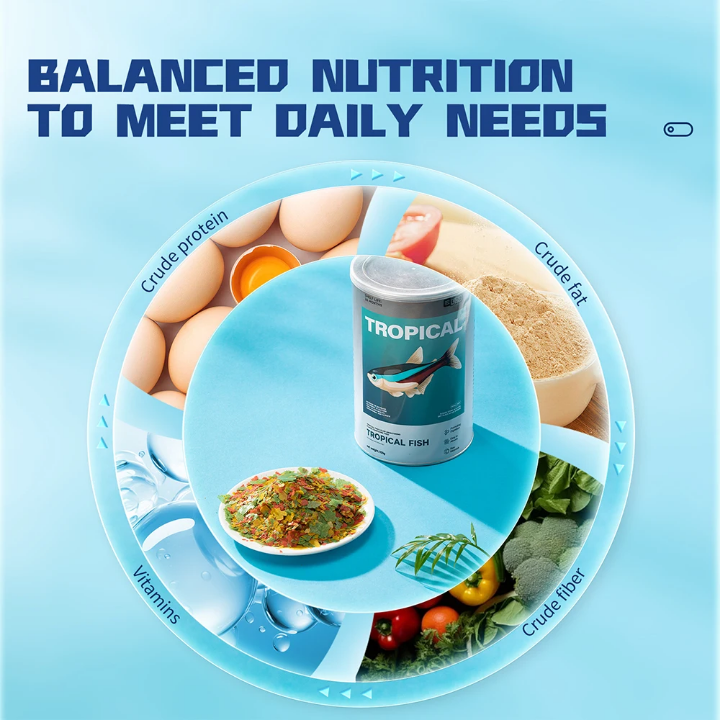 BALANCED NUTRITION
TO MEET DAILY NEEDS
Crude protein
Crude fat
TROPICAL
TROPICAL FISH
Vitamins
Crude fiber